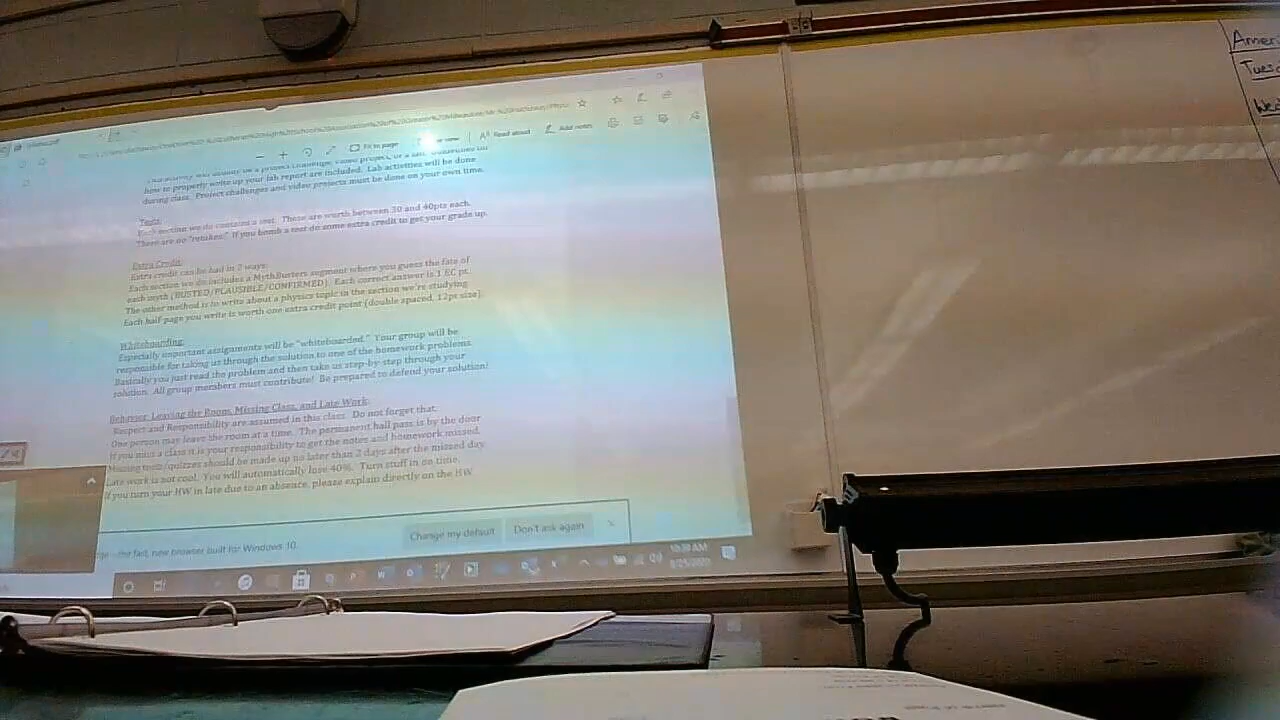 Fit to page
Read aloud
Add notes
how to properly write up your lab report are included. Lab activities will be done
during class. Project challenges and video projects must be done on your own time.
Tests:
Each section we do contains a test. These are worth between 30 and 40pts each.
There are no "retakes." If you bomb a test do some extra credit to get your grade up.
Extra Credit:
Extra credit can be had in 2 ways:
Each section we do includes a MythBusters segment where you guess the fate of
each myth (BUSTED/PLAUSIBLE/CONFIRMED). Each correct answer is 1 EC pt.
The other method is to write about a physics topic in the section we're studying.
Each half-page you write is worth one extra credit point (double spaced, 12pt size).
Whiteboarding:
Especially important assignments will be "whiteboarded." Your group will be
responsible for taking us through the solution to one of the homework problems.
Basically you just read the problem and then take us step-by-step through your
solution. All group members must contribute! Be prepared to defend your solution!
Behavior, Leaving the Room, Missing Class, and Late Work:
Respect and Responsibility are assumed in this class. Do not forget that.
One person may leave the room at a time. The permanent hall pass is by the door
If you miss a class it is your responsibility to get the notes and homework missed.
Missing tests/quizzes should be made up no later than 2 days after the missed day.
Late work is not cool. You will automatically lose 40%. Turn stuff in on time.
If you turn your HW in late due to an absence, please explain directly on the HW
Change my default
Don't ask again
the fast, new browser built for Windows 10.
10:38 AM
Amer
Tues